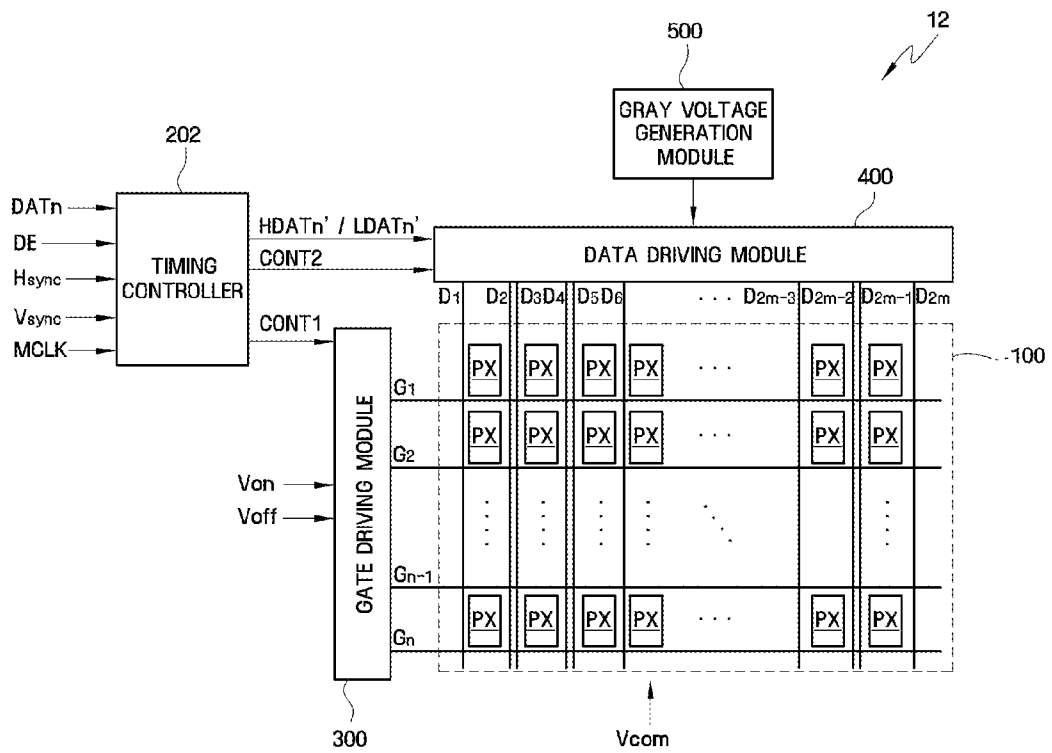 12
500
GRAY VOLTAGE
GENERATION
MODULE
202
400
DATn
DE
Hsync
Vsync
MCLK
TIMING
CONTROLLER
HDATn' / LDATn'
CONT2
CONT1
DATA DRIVING MODULE
D1 D2 D3 D4 D5 D6 · · · D2m-3 D2m-2 D2m-1 D2m
100
PX PX PX PX · · · PX PX
G1
PX PX PX PX · · · PX PX
G2
Von
Voff
GATE DRIVING MODULE
Gn-1
PX PX PX PX · · · PX PX
Gn
300
Vcom